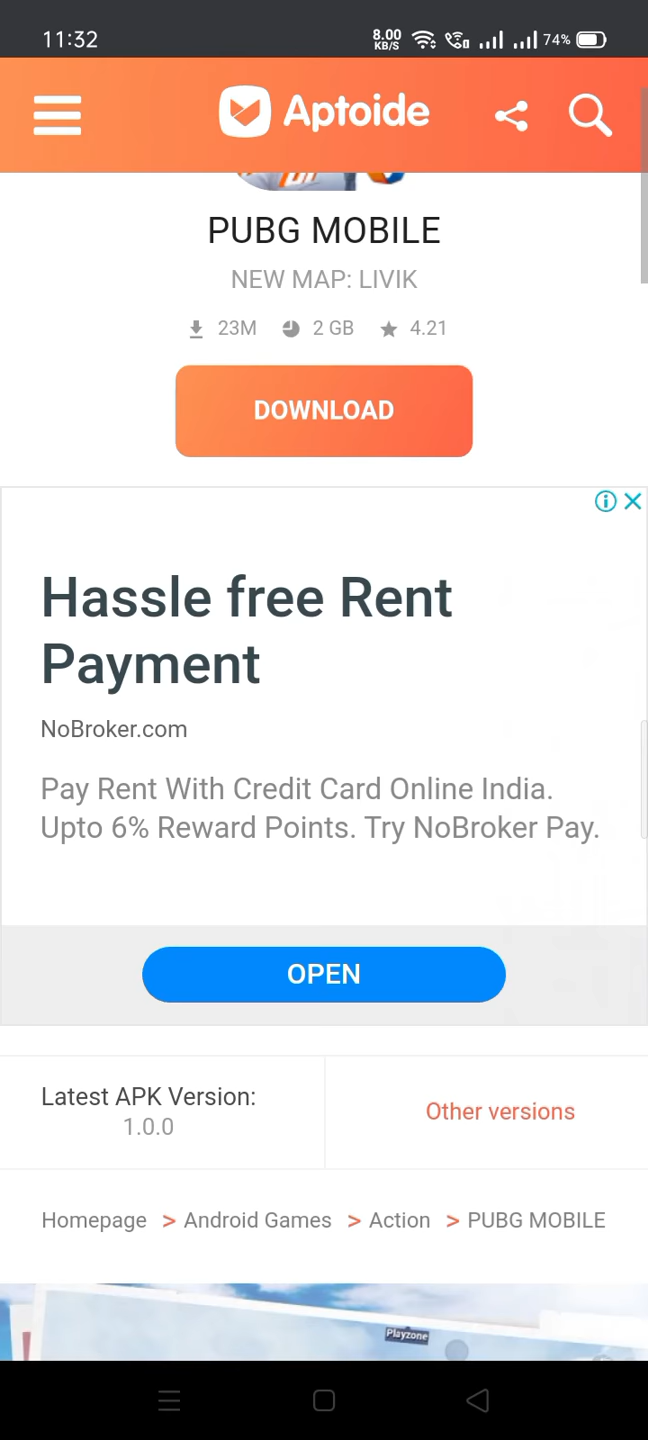 11:32
8.00 KB/S
74%
Aptoide
PUBG MOBILE
NEW MAP: LIVIK
23M 2 GB 4.21
DOWNLOAD
Hassle free Rent
Payment
NoBroker.com
Pay Rent With Credit Card Online India.
Upto 6% Reward Points. Try NoBroker Pay.
OPEN
Latest APK Version:
1.0.0
Other versions
Homepage > Android Games > Action > PUBG MOBILE
Playzone